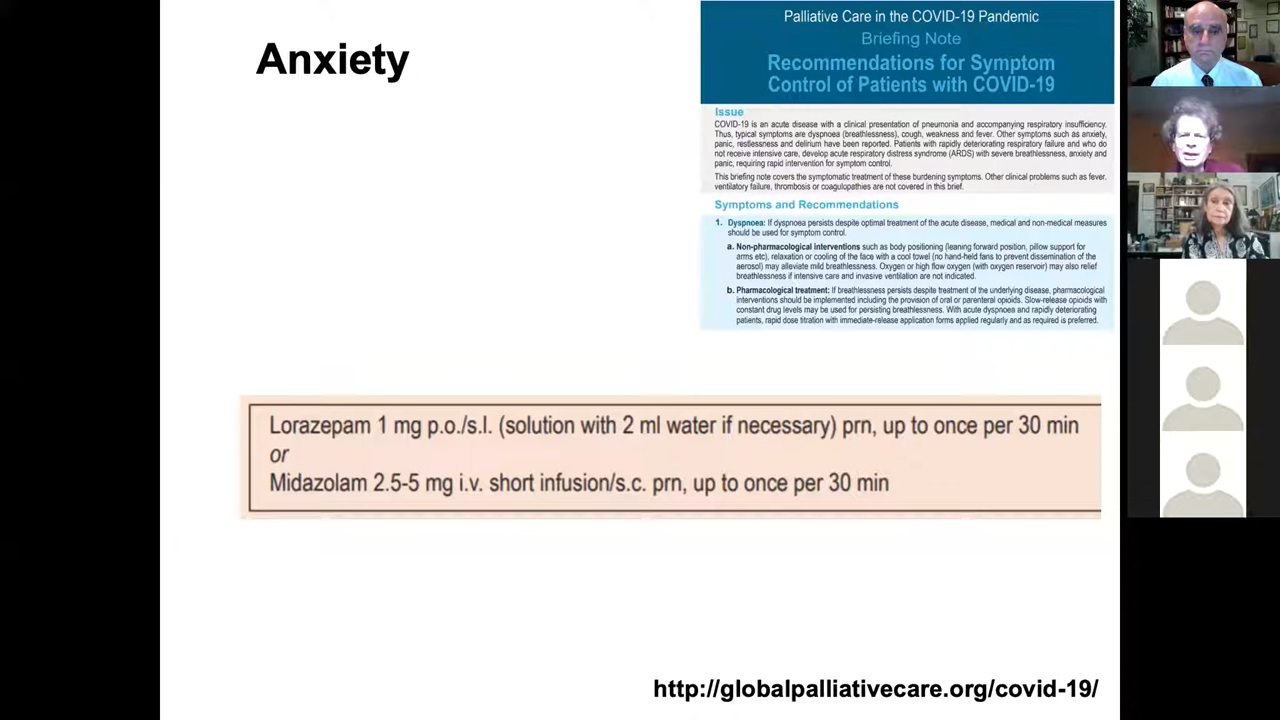 Anxiety
Palliative Care in the COVID-19 Pandemic
Briefing Note
Recommendations for Symptom
Control of Patients with COVID-19
Issue
COVID-19 is an acute disease with a clinical presentation of pneumonia and accompanying respiratory insufficiency.
Thus, typical symptoms are dyspnoea (breathlessness), cough, weakness and fever. Other symptoms such as anxiety,
panic, restlessness and delirium have been reported. Patients with rapidly deteriorating respiratory failure and who do
not receive intensive care, develop acute respiratory distress syndrome (ARDS) with severe breathlessness, anxiety and
panic, requiring rapid intervention for symptom control.
This briefing note covers the symptomatic treatment of these burdening symptoms. Other clinical problems such as fever,
ventilatory failure, thrombosis or coagulopathies are not covered in this brief.
Symptoms and Recommendations
1. Dyspnoea: If dyspnoea persists despite optimal treatment of the acute disease, medical and non-medical measures
should be used for symptom control.
a. Non-pharmacological interventions such as body positioning (leaning forward position, pillow support for
arms etc), relaxation or cooling of the face with a cool towel (no hand-held fans to prevent dissemination of the
aerosol) may alleviate mild breathlessness. Oxygen or high flow oxygen (with oxygen reservoir) may also relief
breathlessness if intensive care and invasive ventilation are not indicated.
b. Pharmacological treatment: If breathlessness persists despite treatment of the underlying disease, pharmacological
interventions should be implemented including the provision of oral or parenteral opioids. Slow-release opioids with
constant drug levels may be used for persisting breathlessness. With acute dyspnoea and rapidly deteriorating
patients, rapid dose titration with immediate-release application forms applied regularly and as required is preferred.
Lorazepam 1 mg p.o./s.l. (solution with 2 ml water if necessary) prn, up to once per 30 min
or
Midazolam 2.5-5 mg i.v. short infusion/s.c. prn, up to once per 30 min
http://globalpalliativecare.org/covid-19/